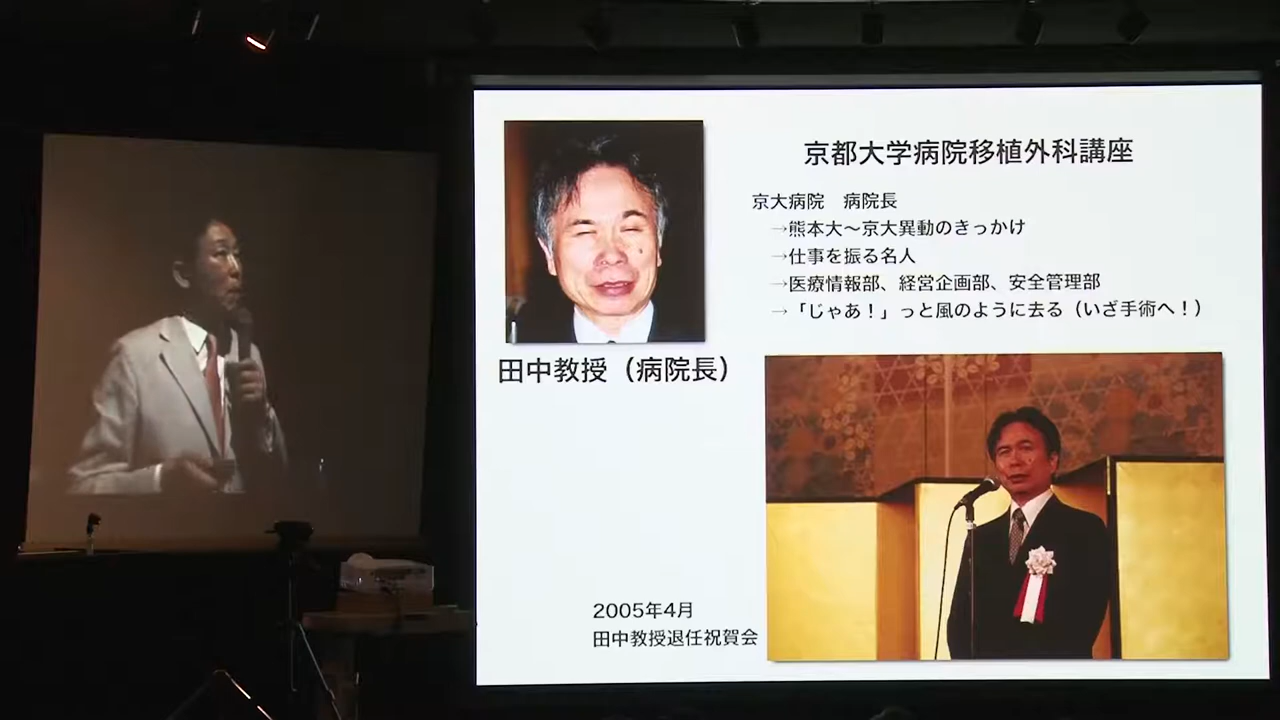 京都大学病院移植外科講座
京大病院　病院長
→熊本大〜京大異動のきっかけ
→仕事を振る名人
→医療情報部、経営企画部、安全管理部
→「じゃあ！」っと風のように去る（いざ手術へ！）
田中教授（病院長）
2005年4月
田中教授退任祝賀会